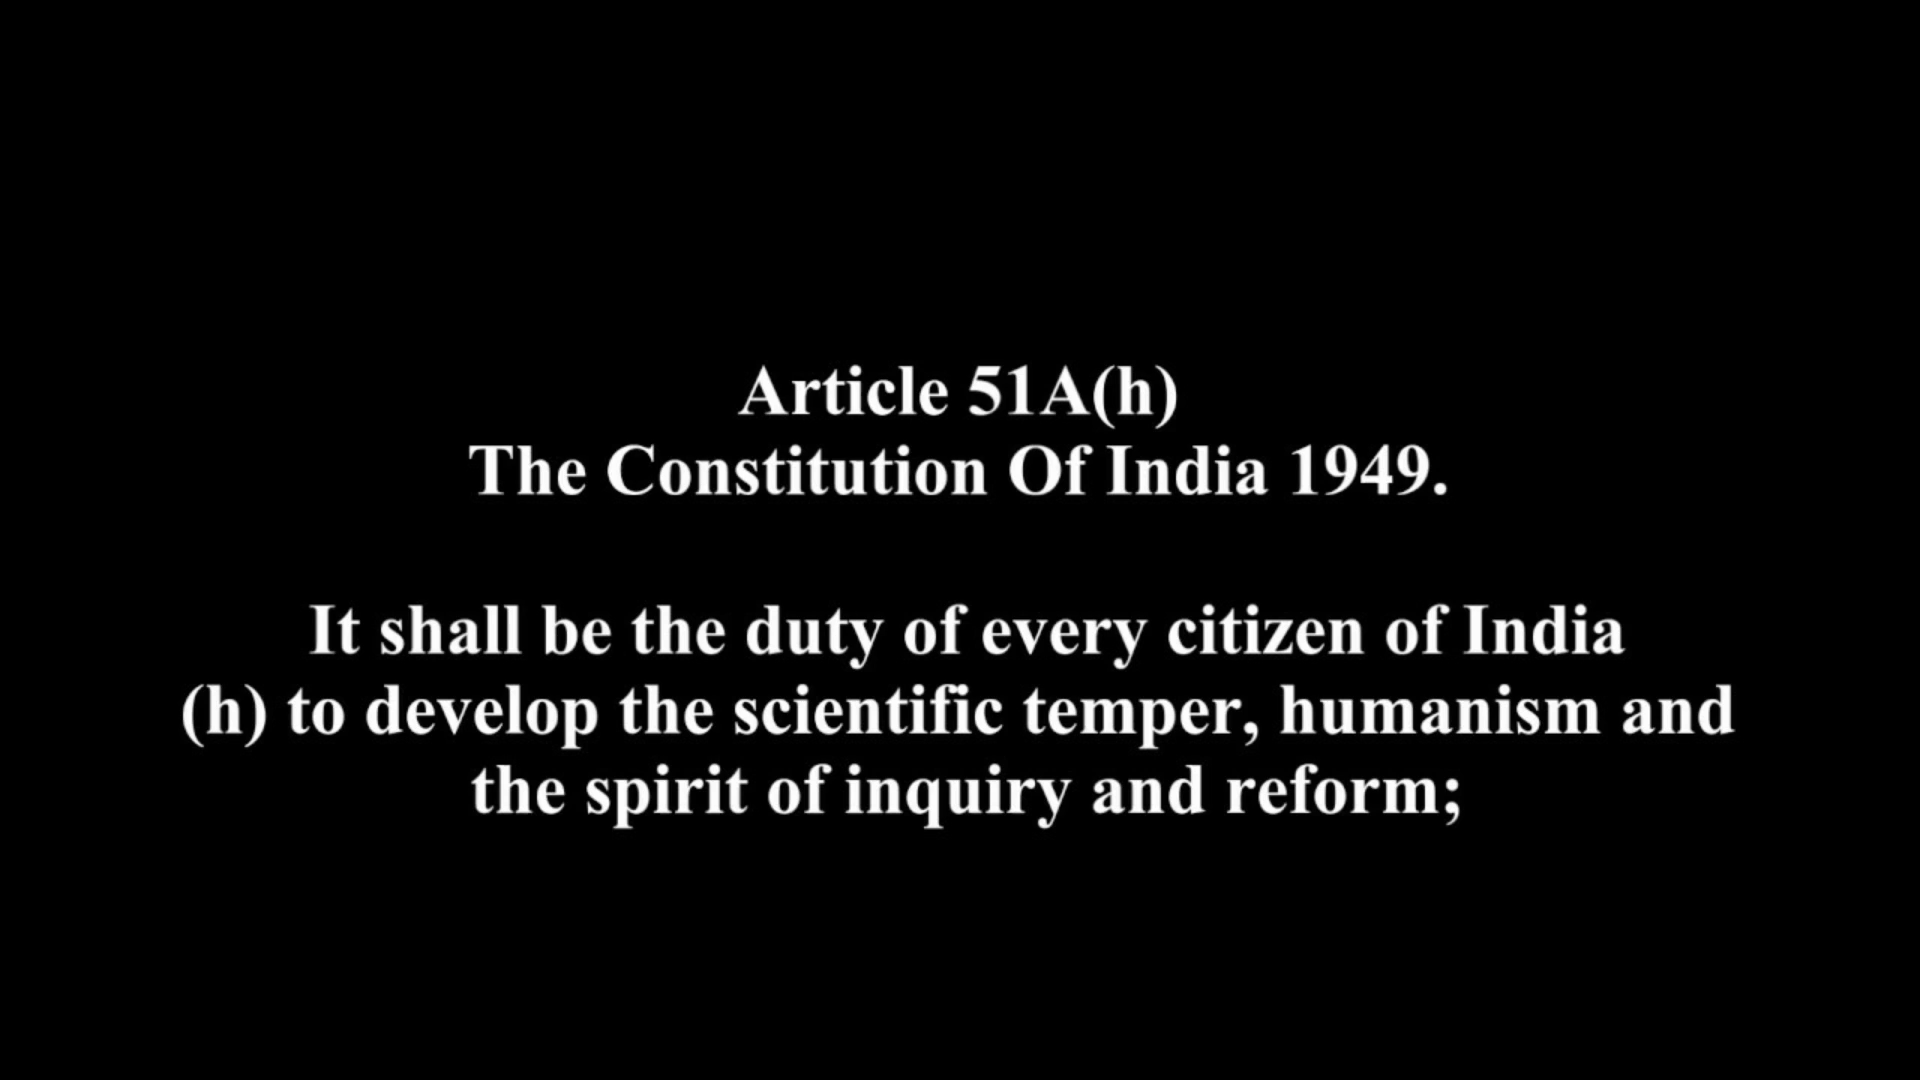 Article 51A(h)
The Constitution Of India 1949.
It shall be the duty of every citizen of India
(h) to develop the scientific temper, humanism and
the spirit of inquiry and reform;